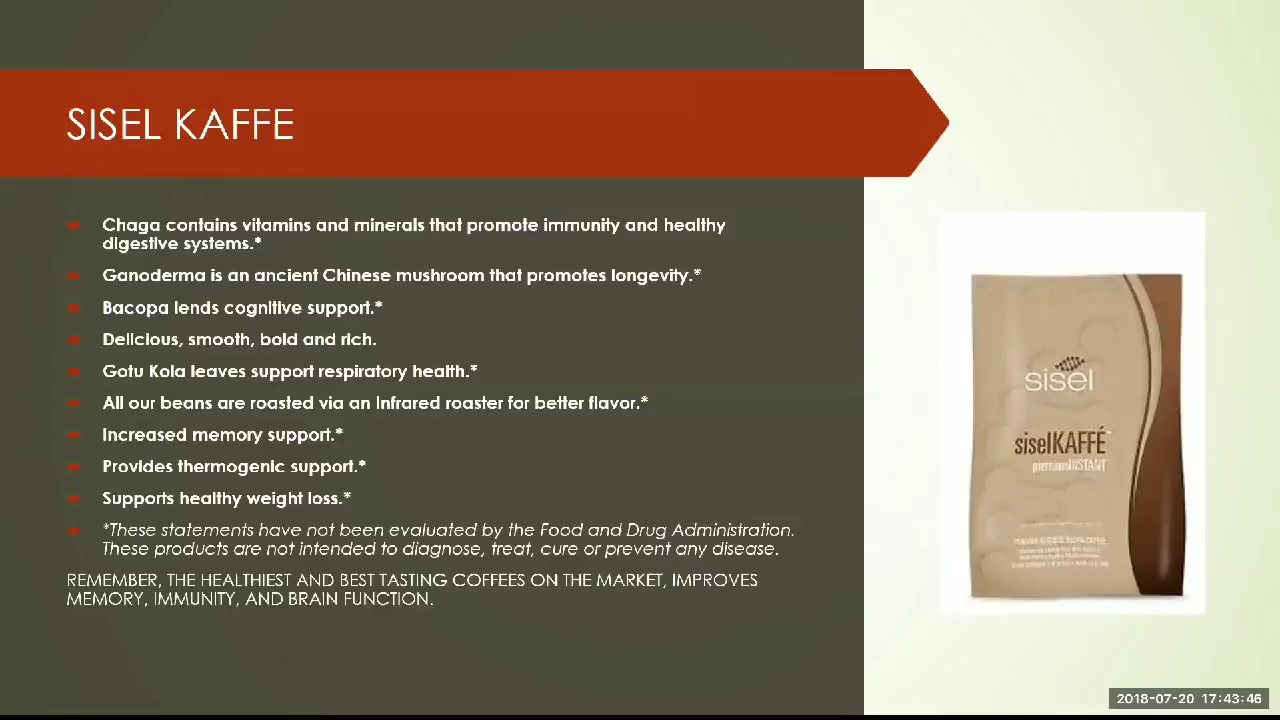 SISEL KAFFE
Chaga contains vitamins and minerals that promote immunity and healthy
digestive systems.*
Ganoderma is an ancient Chinese mushroom that promotes longevity.*
Bacopa lends cognitive support.*
Delicious, smooth, bold and rich.
Gotu Kola leaves support respiratory health.*
All our beans are roasted via an Infrared roaster for better flavor.*
Increased memory support.*
Provides thermogenic support.*
Supports healthy weight loss.*
*These statements have not been evaluated by the Food and Drug Administration.
These products are not intended to diagnose, treat, cure or prevent any disease.
REMEMBER, THE HEALTHIEST AND BEST TASTING COFFEES ON THE MARKET, IMPROVES
MEMORY, IMMUNITY, AND BRAIN FUNCTION.
sisel
siselKAFFÉ™
premiumINSTANT
2018-07-20 17:43:46